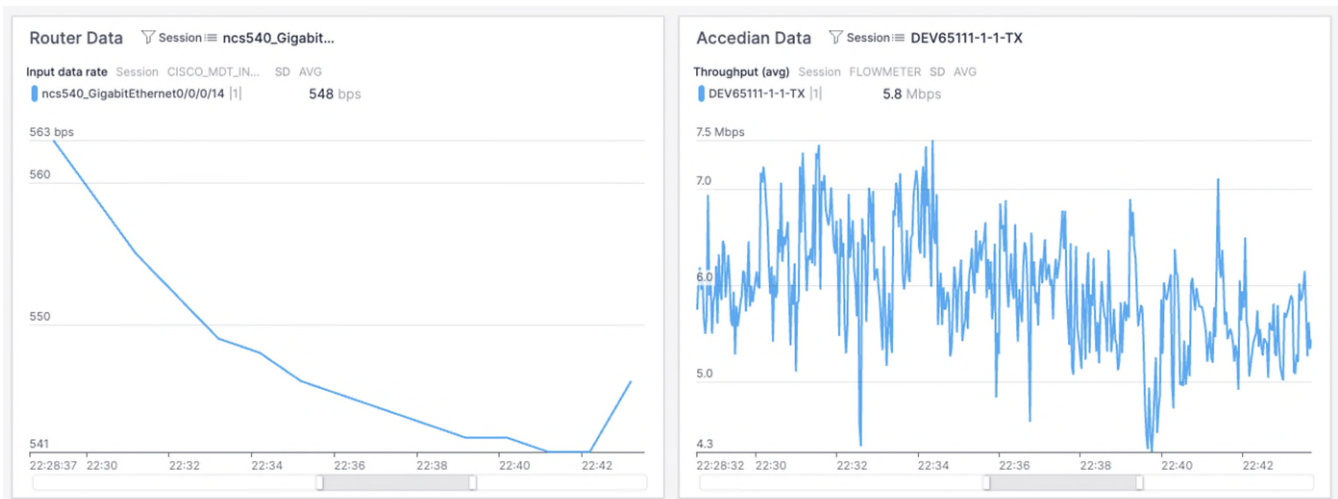 Router Data Session ncs540_Gigabit...
Input data rate Session CISCO_MDT_IN... SD AVG
ncs540_GigabitEthernet0/0/0/14 |1| 548 bps
563 bps
560
550
541
22:28:37 22:30 22:32 22:34 22:36 22:38 22:40 22:42
Accedian Data Session DEV65111-1-1-TX
Throughput (avg) Session FLOWMETER SD AVG
DEV65111-1-1-TX |1| 5.8 Mbps
7.5 Mbps
7.0
6.0
5.0
4.3
22:28:32 22:30 22:32 22:34 22:36 22:38 22:40 22:42